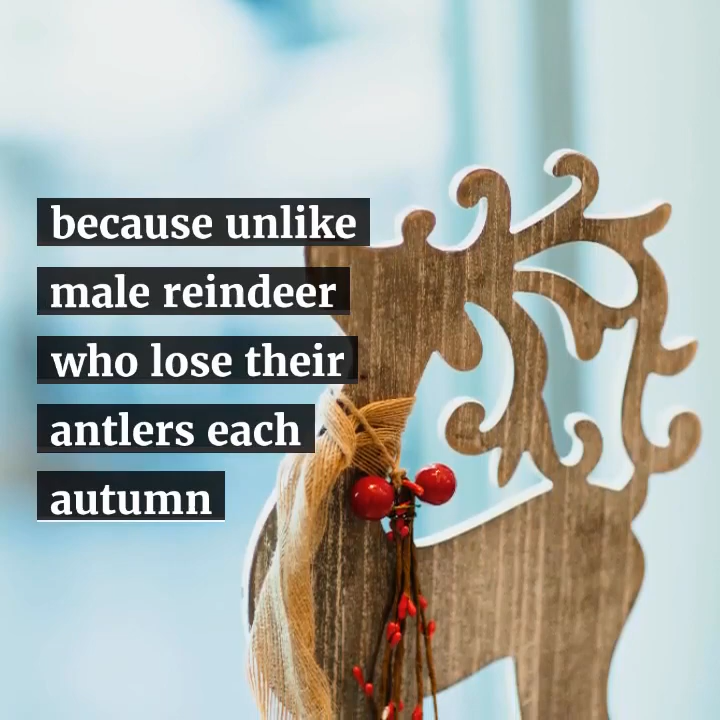 because unlike
male reindeer
who lose their
antlers each
autumn